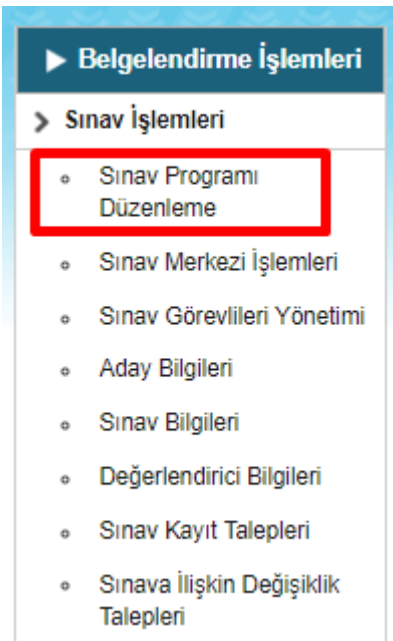 Belgelendirme İşlemleri
Sınav İşlemleri
Sınav Programı
Düzenleme
Sınav Merkezi İşlemleri
Sınav Görevlileri Yönetimi
Aday Bilgileri
Sınav Bilgileri
Değerlendirici Bilgileri
Sınav Kayıt Talepleri
Sınava İlişkin Değişiklik
Talepleri